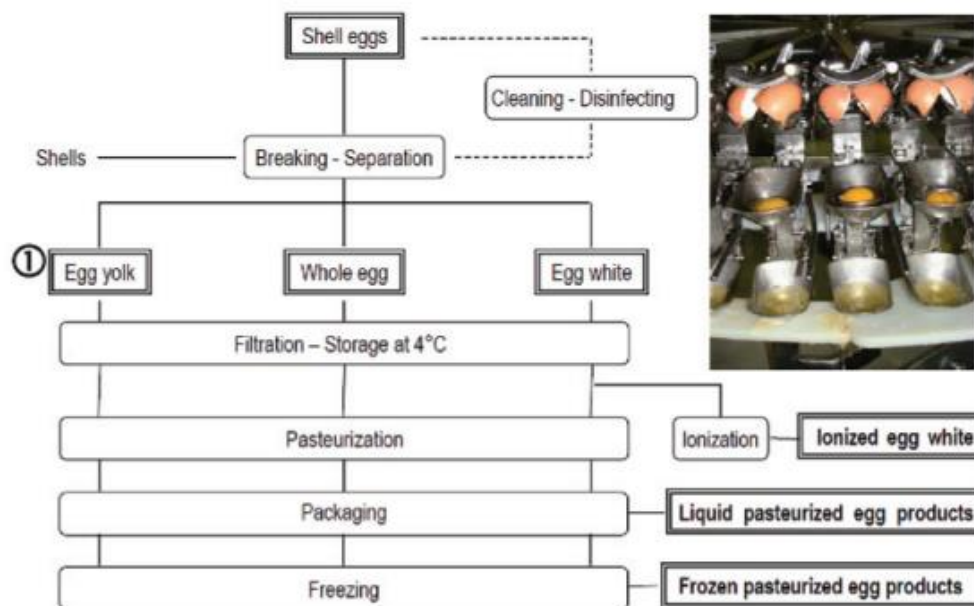 Shell eggs
Cleaning - Disinfecting
Shells
Breaking - Separation
①
Egg yolk
Whole egg
Egg white
Filtration – Storage at 4°C
Pasteurization
Ionization
Ionized egg white
Packaging
Liquid pasteurized egg products
Freezing
Frozen pasteurized egg products